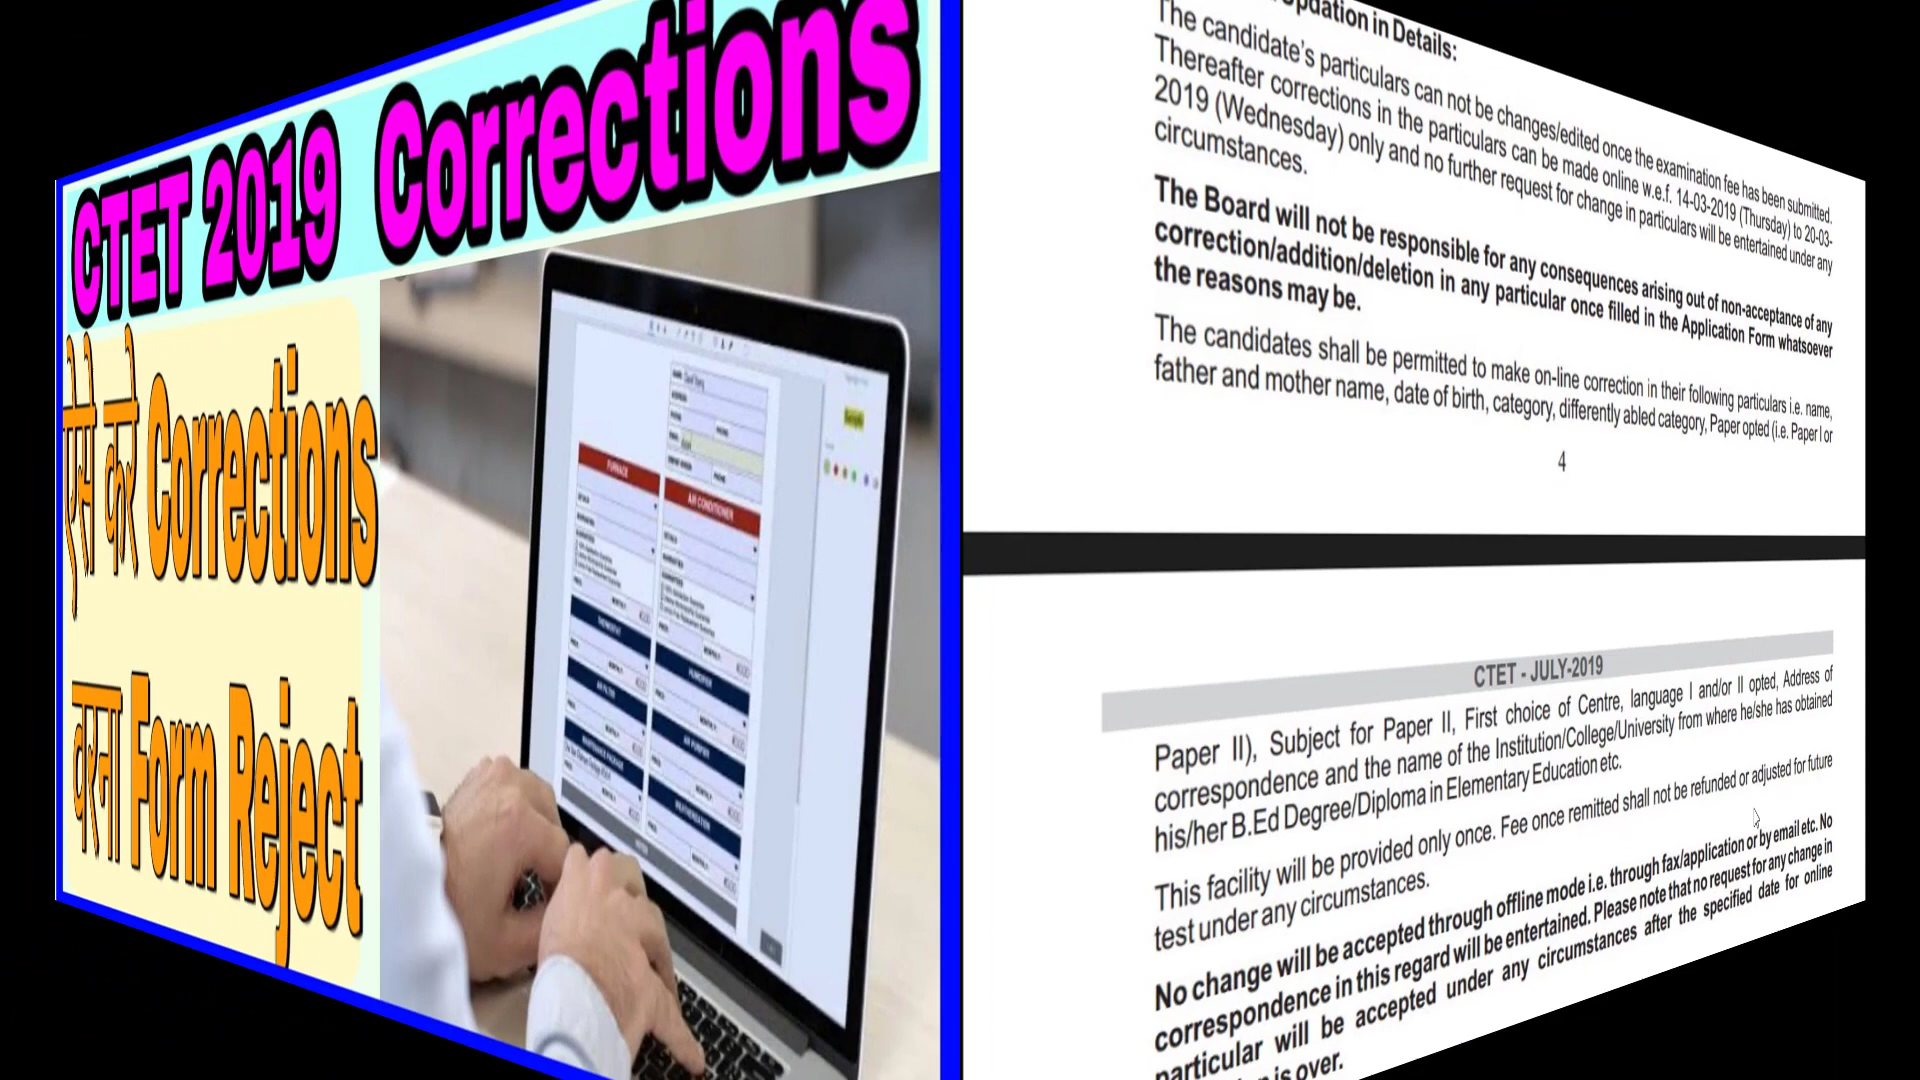 CTET 2019 Corrections
ऐसे करे Corrections
वरना Form Reject
FURNACE
AIR CONDITIONER
Updation in Details:
The candidate's particulars can not be changes/edited once the examination fee has been submitted.
Thereafter corrections in the particulars can be made online w.e.f. 14-03-2019 (Thursday) to 20-03-
2019 (Wednesday) only and no further request for change in particulars will be entertained under any
circumstances.
The Board will not be responsible for any consequences arising out of non-acceptance of any
correction/addition/deletion in any particular once filled in the Application Form whatsoever
the reasons may be.
The candidates shall be permitted to make on-line correction in their following particulars i.e. name,
father and mother name, date of birth, category, differently abled category, Paper opted (i.e. Paper I or
4
CTET - JULY-2019
Paper II), Subject for Paper II, First choice of Centre, language I and/or II opted, Address of
correspondence and the name of the Institution/College/University from where he/she has obtained
his/her B.Ed Degree/Diploma in Elementary Education etc.
This facility will be provided only once. Fee once remitted shall not be refunded or adjusted for future
test under any circumstances.
No change will be accepted through offline mode i.e. through fax/application or by email etc. No
correspondence in this regard will be entertained. Please note that no request for any change in
particular will be accepted under any circumstances after the specified date for online
is over.